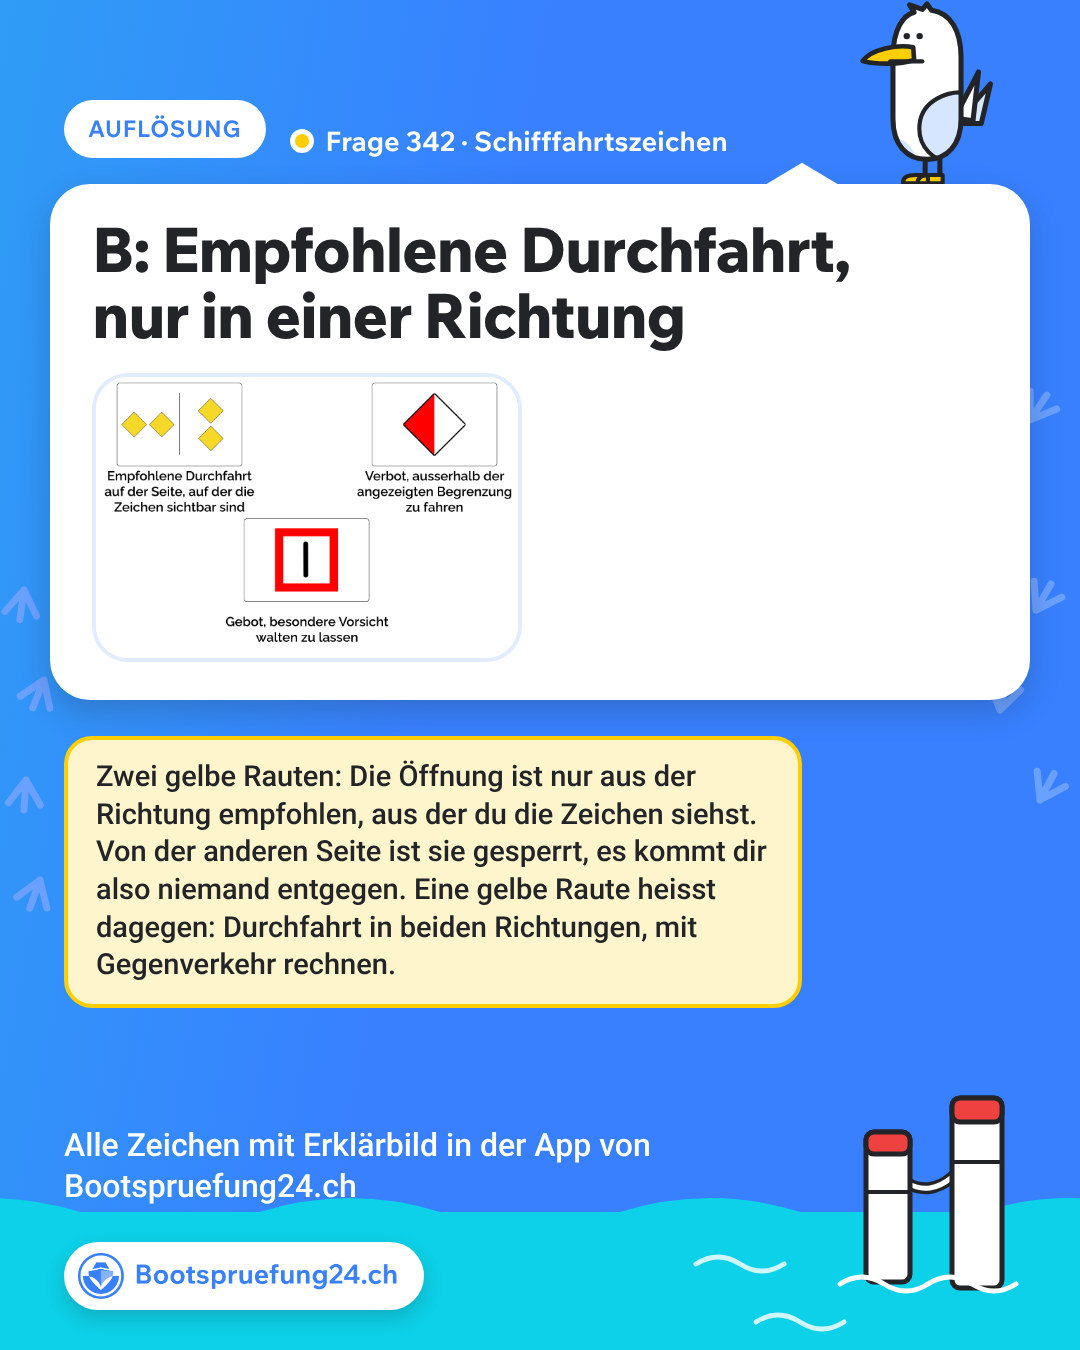 AUFLÖSUNG
Frage 342 · Schifffahrtszeichen
B: Empfohlene Durchfahrt,
nur in einer Richtung
Empfohlene Durchfahrt
auf der Seite, auf der die
Zeichen sichtbar sind
Verbot, ausserhalb der
angezeigten Begrenzung
zu fahren
Gebot, besondere Vorsicht
walten zu lassen
Zwei gelbe Rauten: Die Öffnung ist nur aus der
Richtung empfohlen, aus der du die Zeichen siehst.
Von der anderen Seite ist sie gesperrt, es kommt dir
also niemand entgegen. Eine gelbe Raute heisst
dagegen: Durchfahrt in beiden Richtungen, mit
Gegenverkehr rechnen.
Alle Zeichen mit Erklärbild in der App von
Bootspruefung24.ch
Bootspruefung24.ch